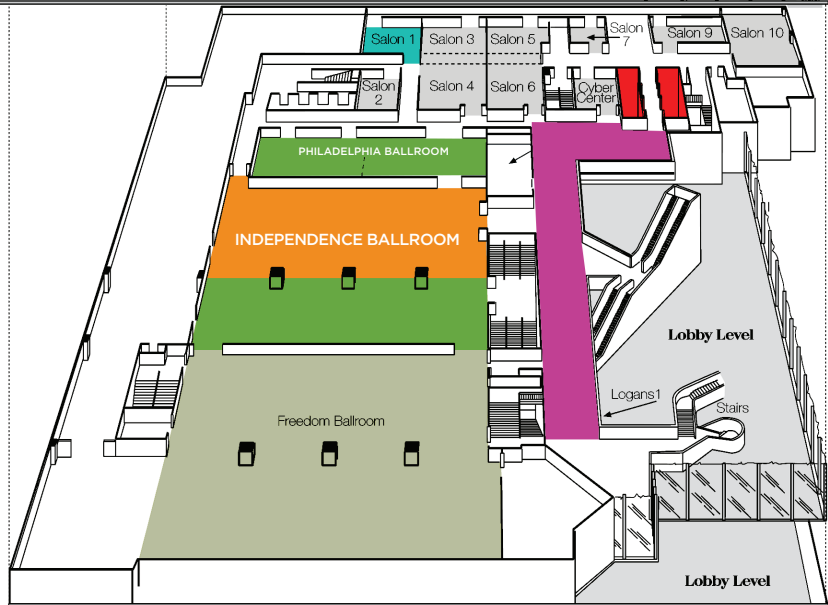 Salon 1
Salon 3
Salon 5
Salon
7
Salon 9
Salon 10
Salon
2
Salon 4
Salon 6
Cyber
Center
PHILADELPHIA BALLROOM
INDEPENDENCE BALLROOM
Lobby Level
Logans1
Stairs
Freedom Ballroom
Lobby Level